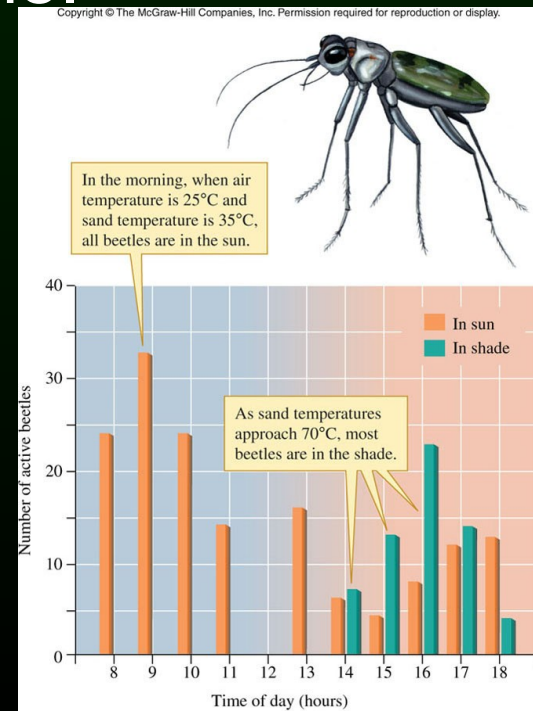 Copyright © The McGraw-Hill Companies, Inc. Permission required for reproduction or display.
In the morning, when air
temperature is 25°C and
sand temperature is 35°C,
all beetles are in the sun.
40
30
20
10
0
Number of active beetles
In sun
In shade
As sand temperatures
approach 70°C, most
beetles are in the shade.
8 9 10 11 12 13 14 15 16 17 18
Time of day (hours)